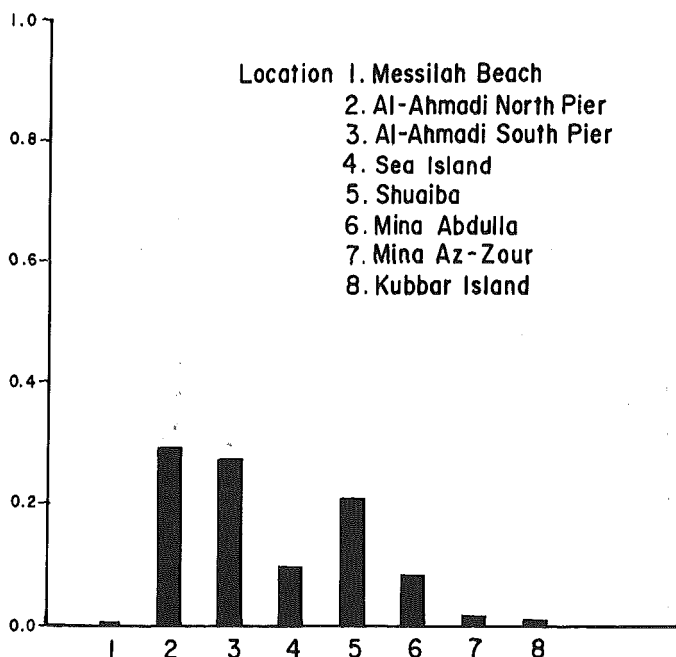 1.0
Location 1. Messilah Beach
2. Al-Ahmadi North Pier
3. Al-Ahmadi South Pier
4. Sea Island
5. Shuaiba
6. Mina Abdulla
7. Mina Az-Zour
8. Kubbar Island
0.8
0.6
0.4
0.2
0.0
1 2 3 4 5 6 7 8